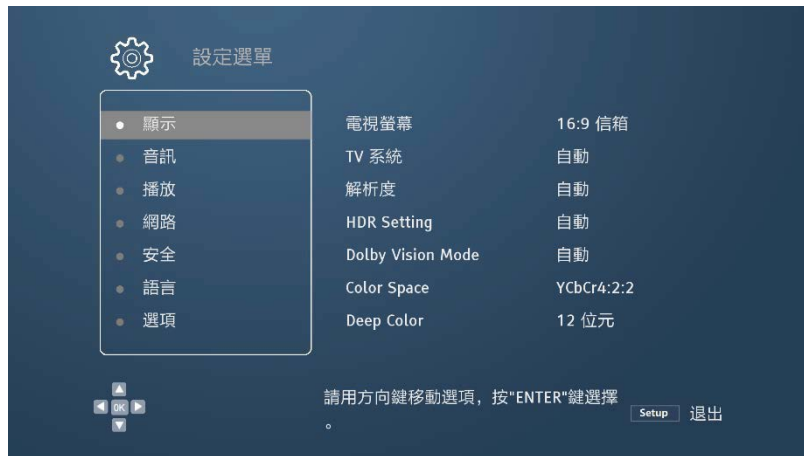 設定選單
顯示
音訊
播放
網路
安全
語言
選項
電視螢幕 16:9 信箱
TV 系統 自動
解析度 自動
HDR Setting 自動
Dolby Vision Mode 自動
Color Space YCbCr4:2:2
Deep Color 12 位元
OK
請用方向鍵移動選項，按"ENTER"鍵選擇
。
Setup 退出